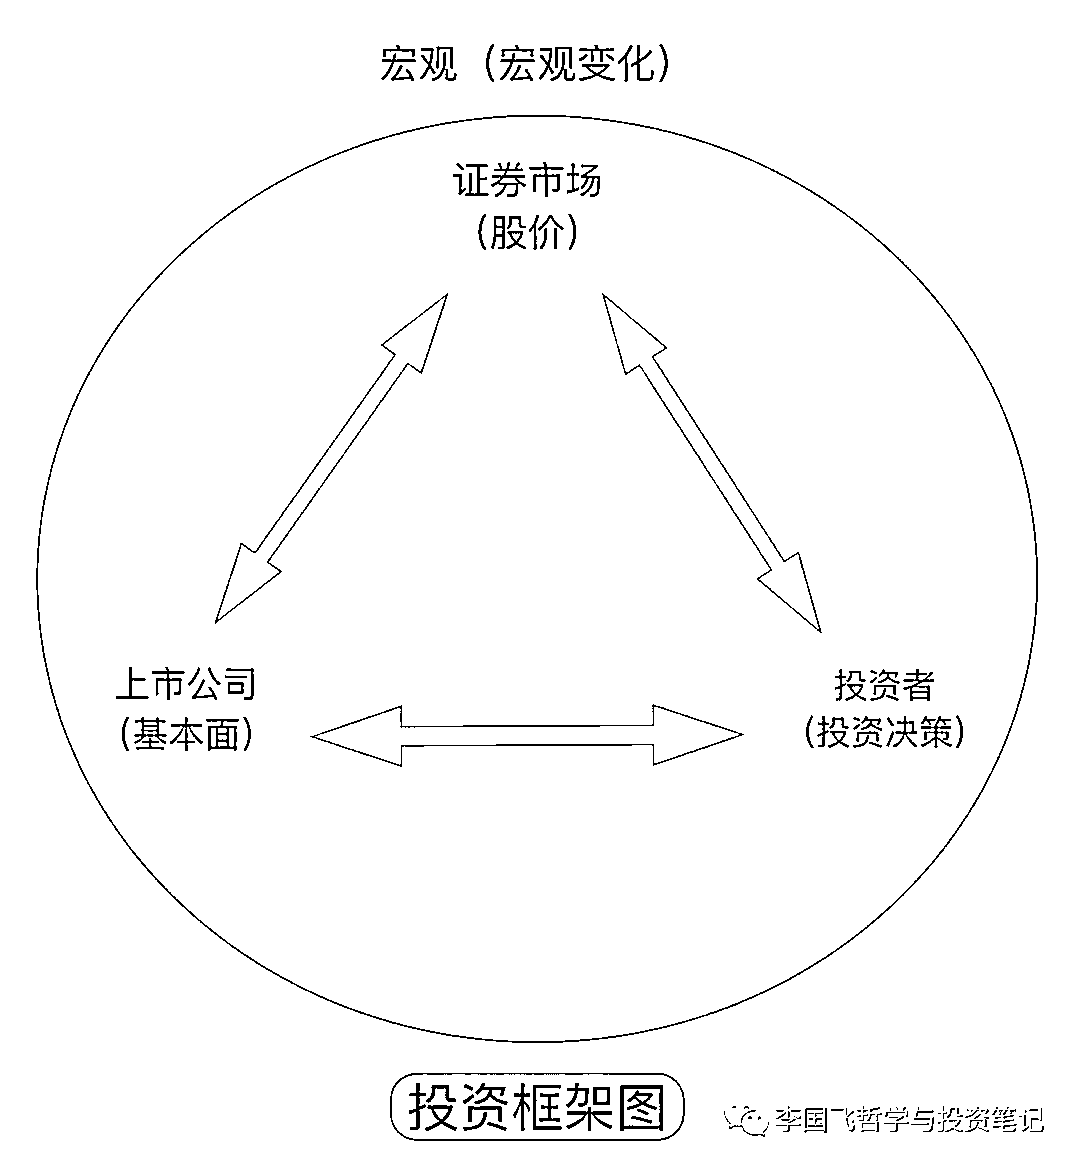 宏观（宏观变化）
证券市场
（股价）
上市公司
（基本面）
投资者
（投资决策）
投资框架图
李国飞哲学与投资笔记